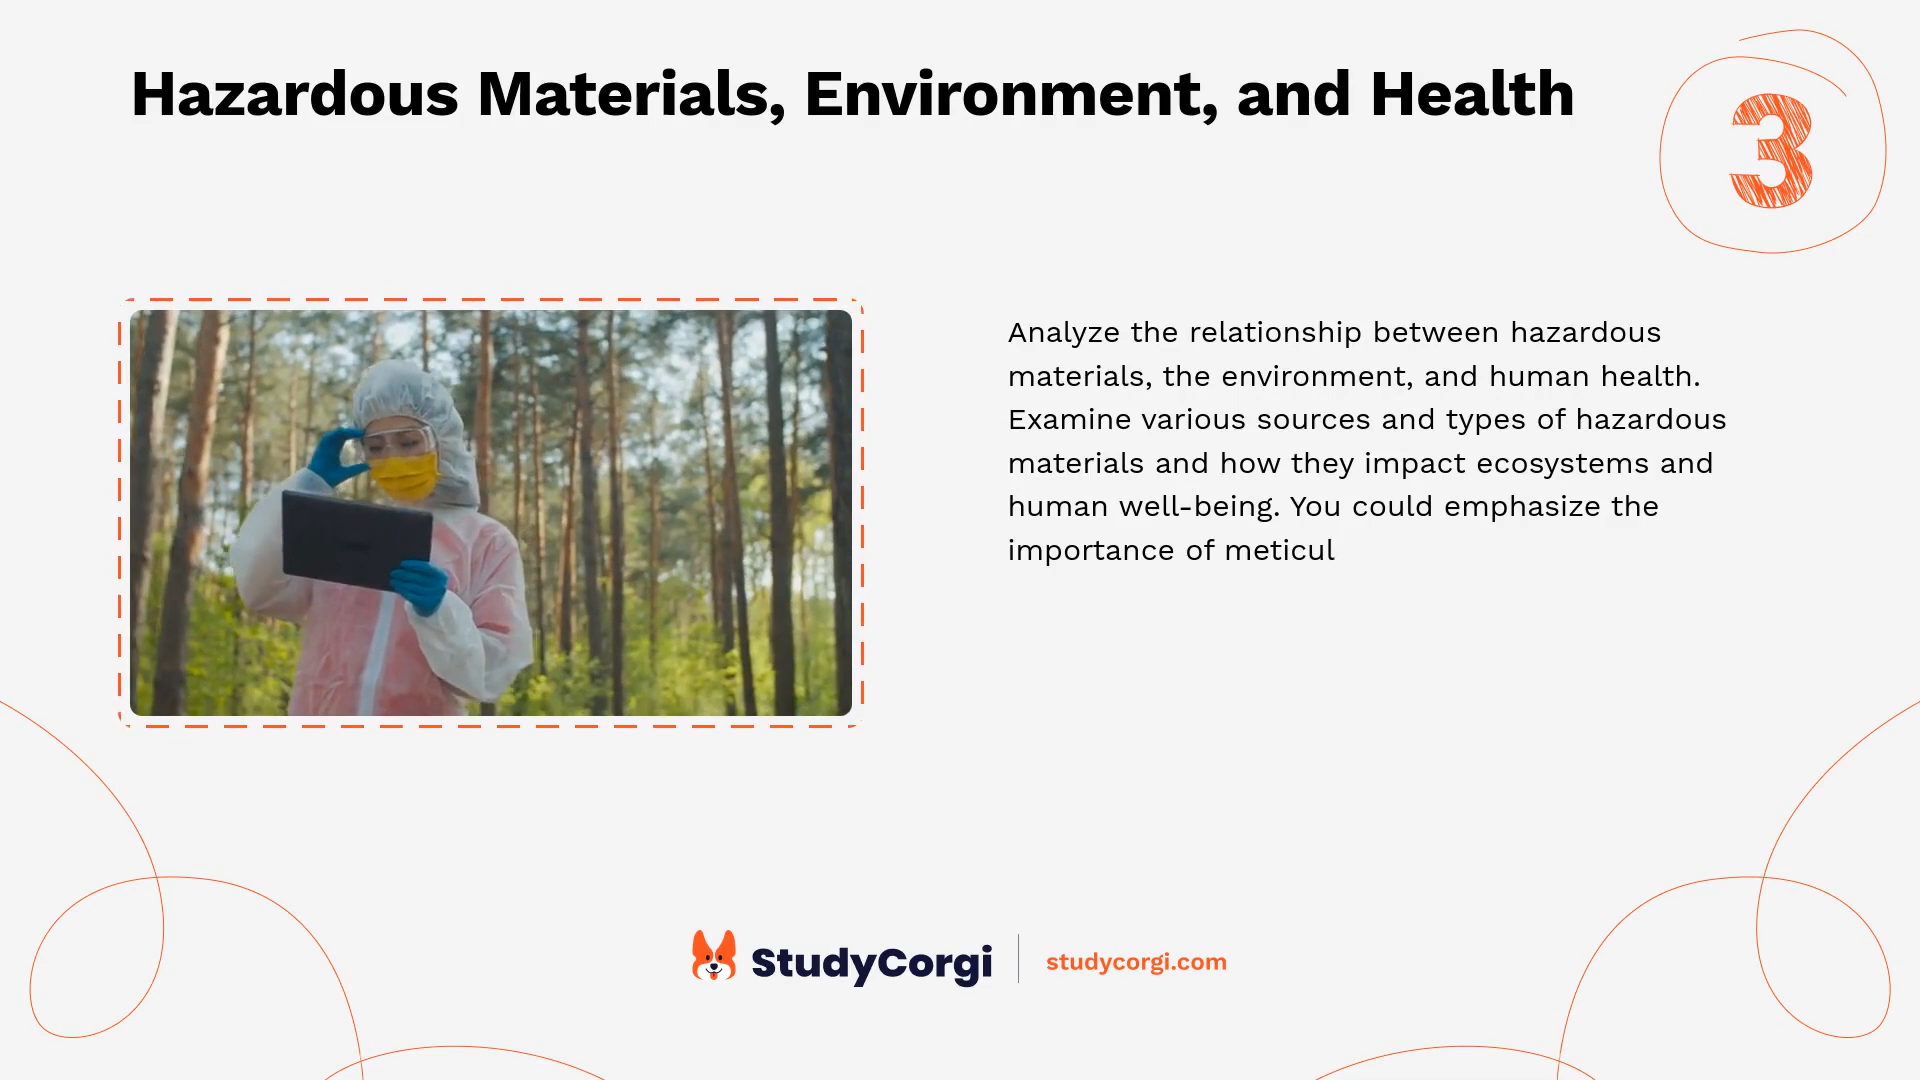 Hazardous Materials, Environment, and Health
3
Analyze the relationship between hazardous
materials, the environment, and human health.
Examine various sources and types of hazardous
materials and how they impact ecosystems and
human well-being. You could emphasize the
importance of meticul
StudyCorgi
studycorgi.com